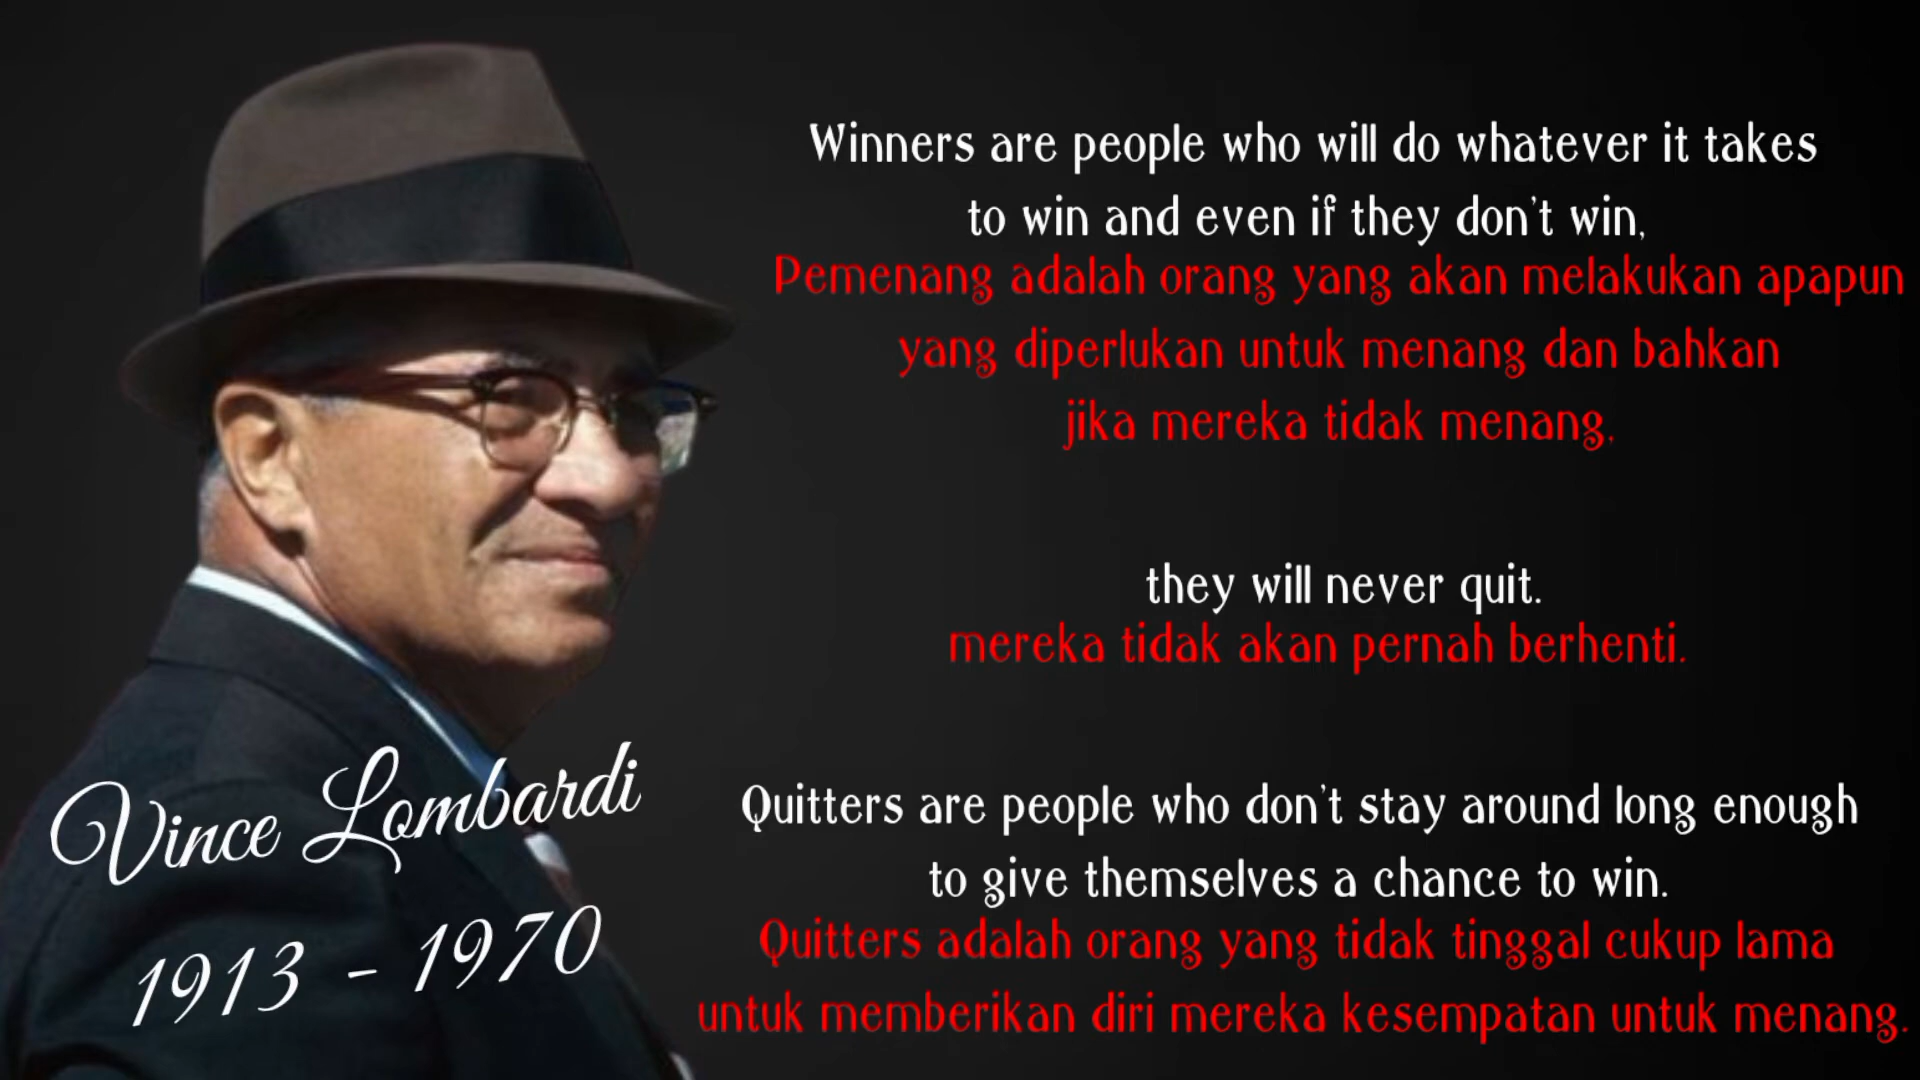 Winners are people who will do whatever it takes
to win and even if they don't win,
Pemenang adalah orang yang akan melakukan apapun
yang diperlukan untuk menang dan bahkan
jika mereka tidak menang,
they will never quit.
mereka tidak akan pernah berhenti.
Quitters are people who don't stay around long enough
to give themselves a chance to win.
Quitters adalah orang yang tidak tinggal cukup lama
untuk memberikan diri mereka kesempatan untuk menang.
Vince Lombardi
1913 - 1970